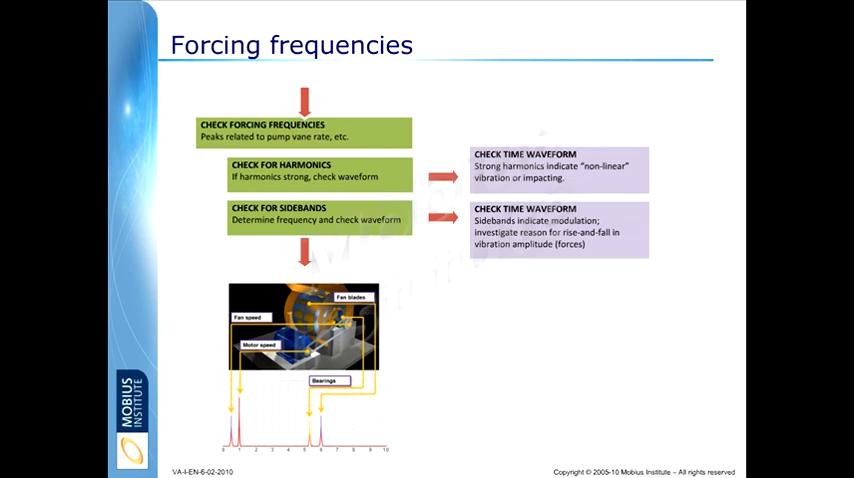 Forcing frequencies
CHECK FORCING FREQUENCIES
Peaks related to pump vane rate, etc.
CHECK FOR HARMONICS
If harmonics strong, check waveform
CHECK TIME WAVEFORM
Strong harmonics indicate “non-linear”
vibration or impacting.
CHECK FOR SIDEBANDS
Determine frequency and check waveform
CHECK TIME WAVEFORM
Sidebands indicate modulation;
investigate reason for rise-and-fall in
vibration amplitude (forces)
Fan blades
Fan speed
Motor speed
Bearings
0 1 2 3 4 5 6 7 8 9 10
MOBIUS
INSTITUTE
VA-I-EN-6-02-2010
Copyright © 2005-10 Mobius Institute – All rights reserved